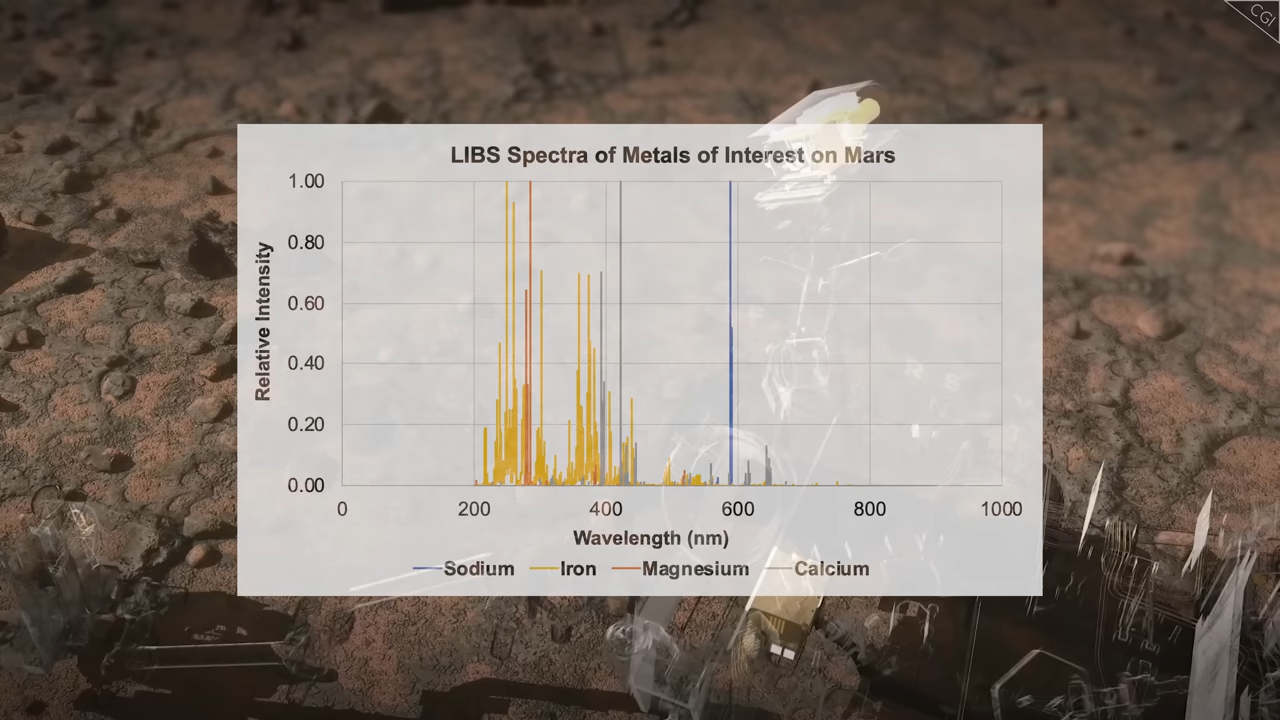 CGI
LIBS Spectra of Metals of Interest on Mars
1.00
0.80
0.60
0.40
0.20
0.00
Relative Intensity
0 200 400 600 800 1000
Wavelength (nm)
Sodium Iron Magnesium Calcium